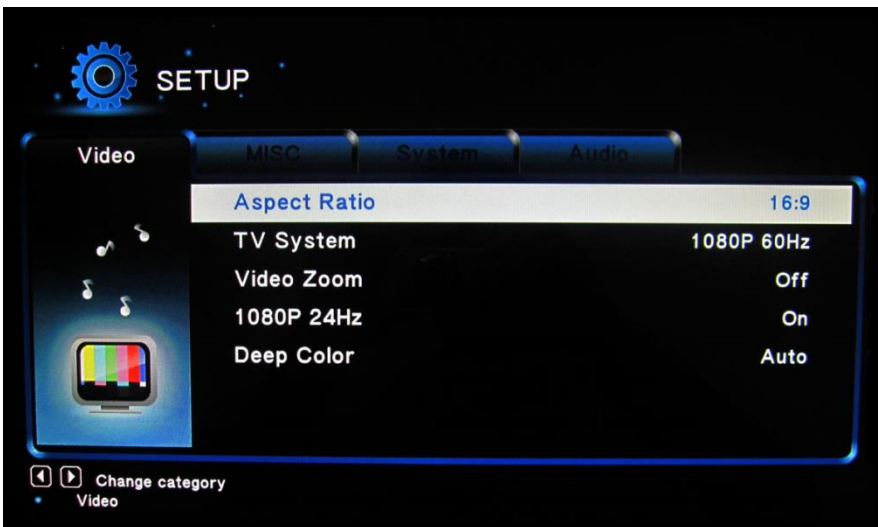 SETUP
Video MISC System Audio
Aspect Ratio 16:9
TV System 1080P 60Hz
Video Zoom Off
1080P 24Hz On
Deep Color Auto
Change category
Video